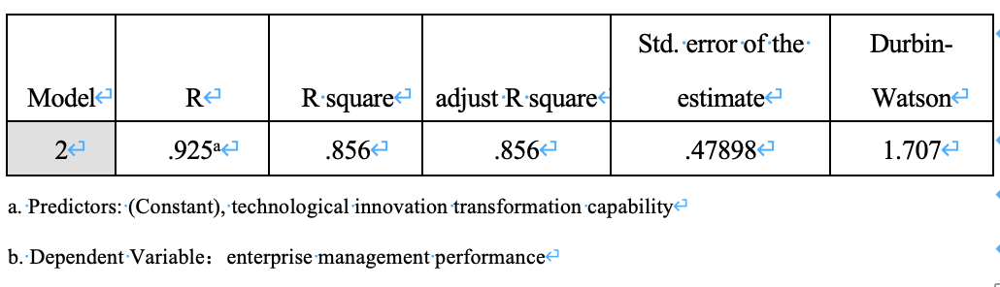 Model R R square adjust R square Std. error of the estimate Durbin-Watson
2 .925a .856 .856 .47898 1.707
a. Predictors: (Constant), technological innovation transformation capability
b. Dependent Variable： enterprise management performance